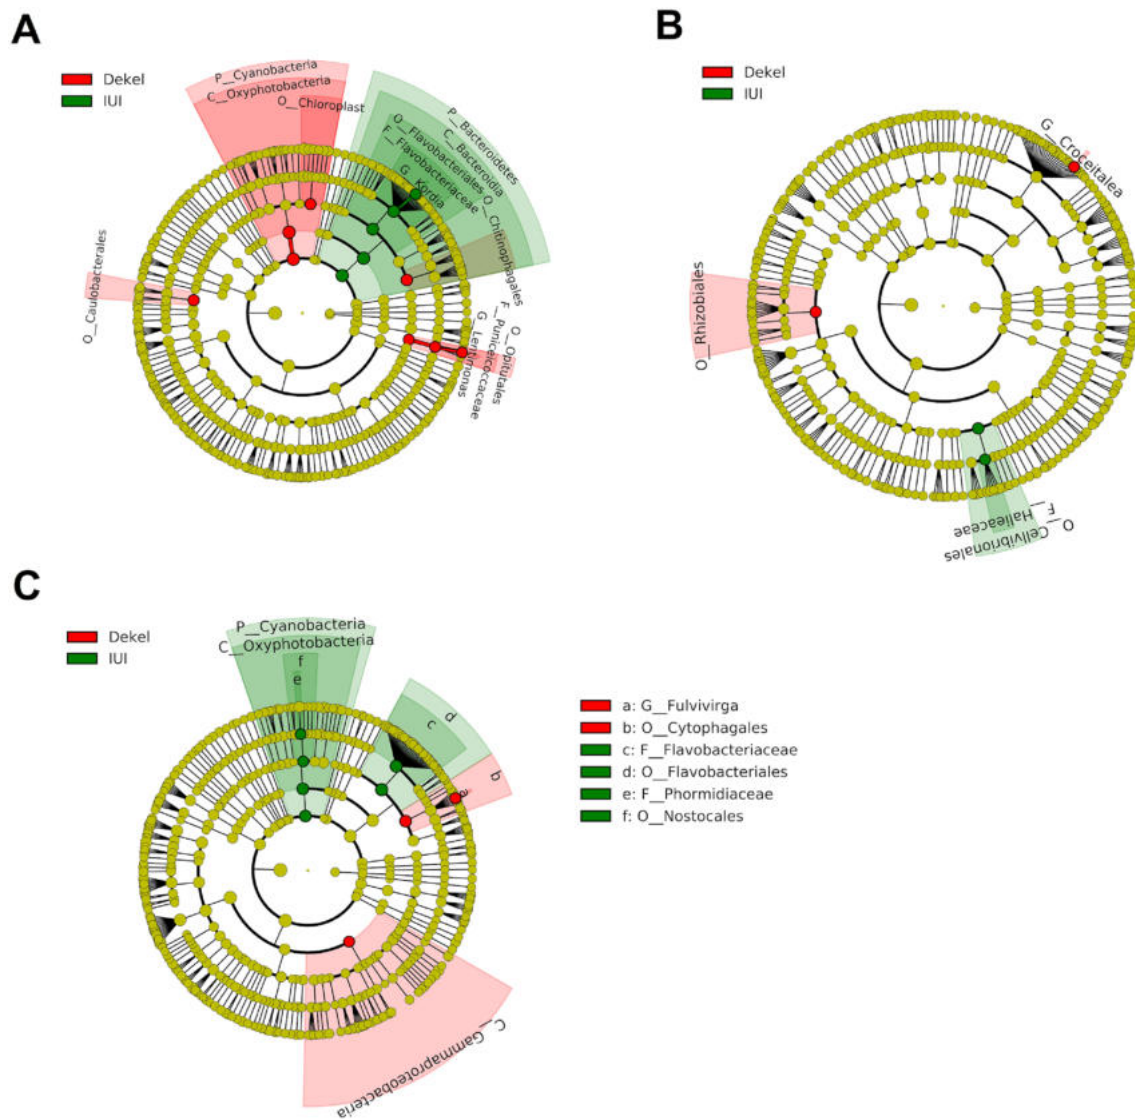 A
Dekel
IUI
P__Cyanobacteria
C__Oxyphotobacteria
O__Chloroplast
P__Bacteroidetes
C__Bacteroidia
O__Flavobacteriales
F__Flavobacteriaceae
G__Kordia
O__Chitinophagales
O__Caulobacterales
O__Opitutales
F__Puniceicoccaceae
G__Lentimonas
B
Dekel
IUI
G__Croceitalea
O__Rhizobiales
F__Halieaceae
O__Cellvibrionales
C
Dekel
IUI
P__Cyanobacteria
C__Oxyphotobacteria
f
e
d
c
b
a
C__Gammaproteobacteria
a: G__Fulvivirga
b: O__Cytophagales
c: F__Flavobacteriaceae
d: O__Flavobacteriales
e: F__Phormidiaceae
f: O__Nostocales